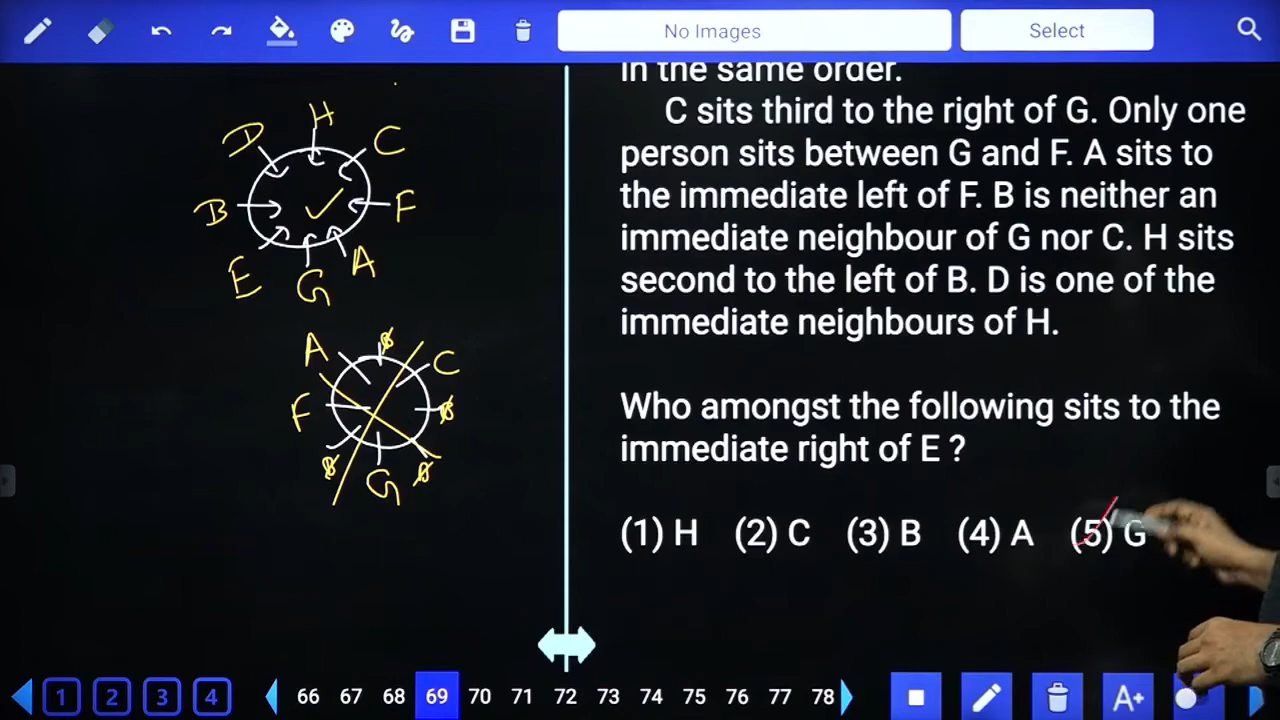 No Images
Select
in the same order.
C sits third to the right of G. Only one
person sits between G and F. A sits to
the immediate left of F. B is neither an
immediate neighbour of G nor C. H sits
second to the left of B. D is one of the
immediate neighbours of H.
Who amongst the following sits to the
immediate right of E ?
(1) H (2) C (3) B (4) A (5) G
H
D C
B F
E A
G
A B C
F B
B G B
1 2 3 4 66 67 68 69 70 71 72 73 74 75 76 77 78 A+